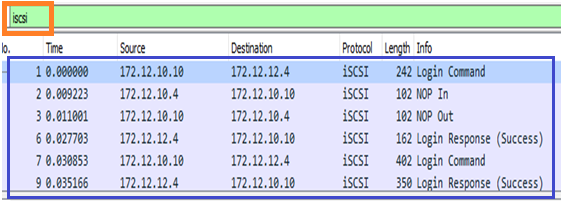 iscsi
No. Time Source Destination Protocol Length Info
1 0.000000 172.12.10.10 172.12.12.4 iSCSI 242 Login Command
2 0.009223 172.12.10.4 172.12.10.10 iSCSI 102 NOP In
3 0.011001 172.12.10.10 172.12.10.4 iSCSI 102 NOP Out
6 0.027703 172.12.12.4 172.12.10.10 iSCSI 162 Login Response (Success)
7 0.030853 172.12.10.10 172.12.12.4 iSCSI 402 Login Command
9 0.035166 172.12.12.4 172.12.10.10 iSCSI 350 Login Response (Success)